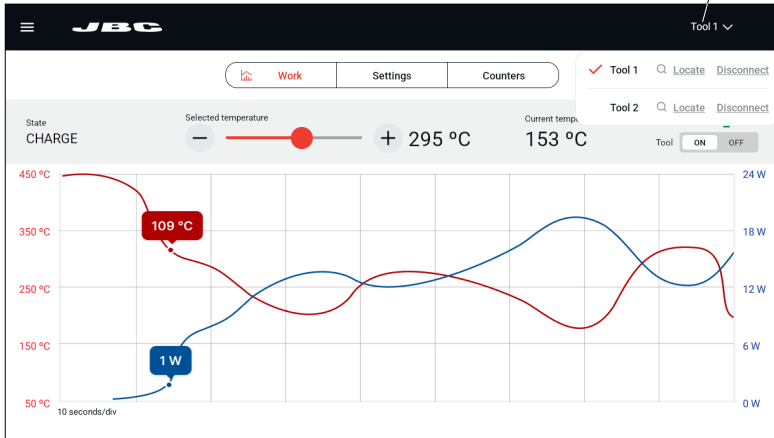 JBC
Tool 1
Work Settings Counters
Tool 1 Locate Disconnect
Tool 2 Locate Disconnect
State
CHARGE
Selected temperature
295 ºC
Current temp
153 ºC
Tool ON OFF
450 ºC
350 ºC
250 ºC
150 ºC
50 ºC
109 ºC
1 W
24 W
18 W
12 W
6 W
0 W
10 seconds/div